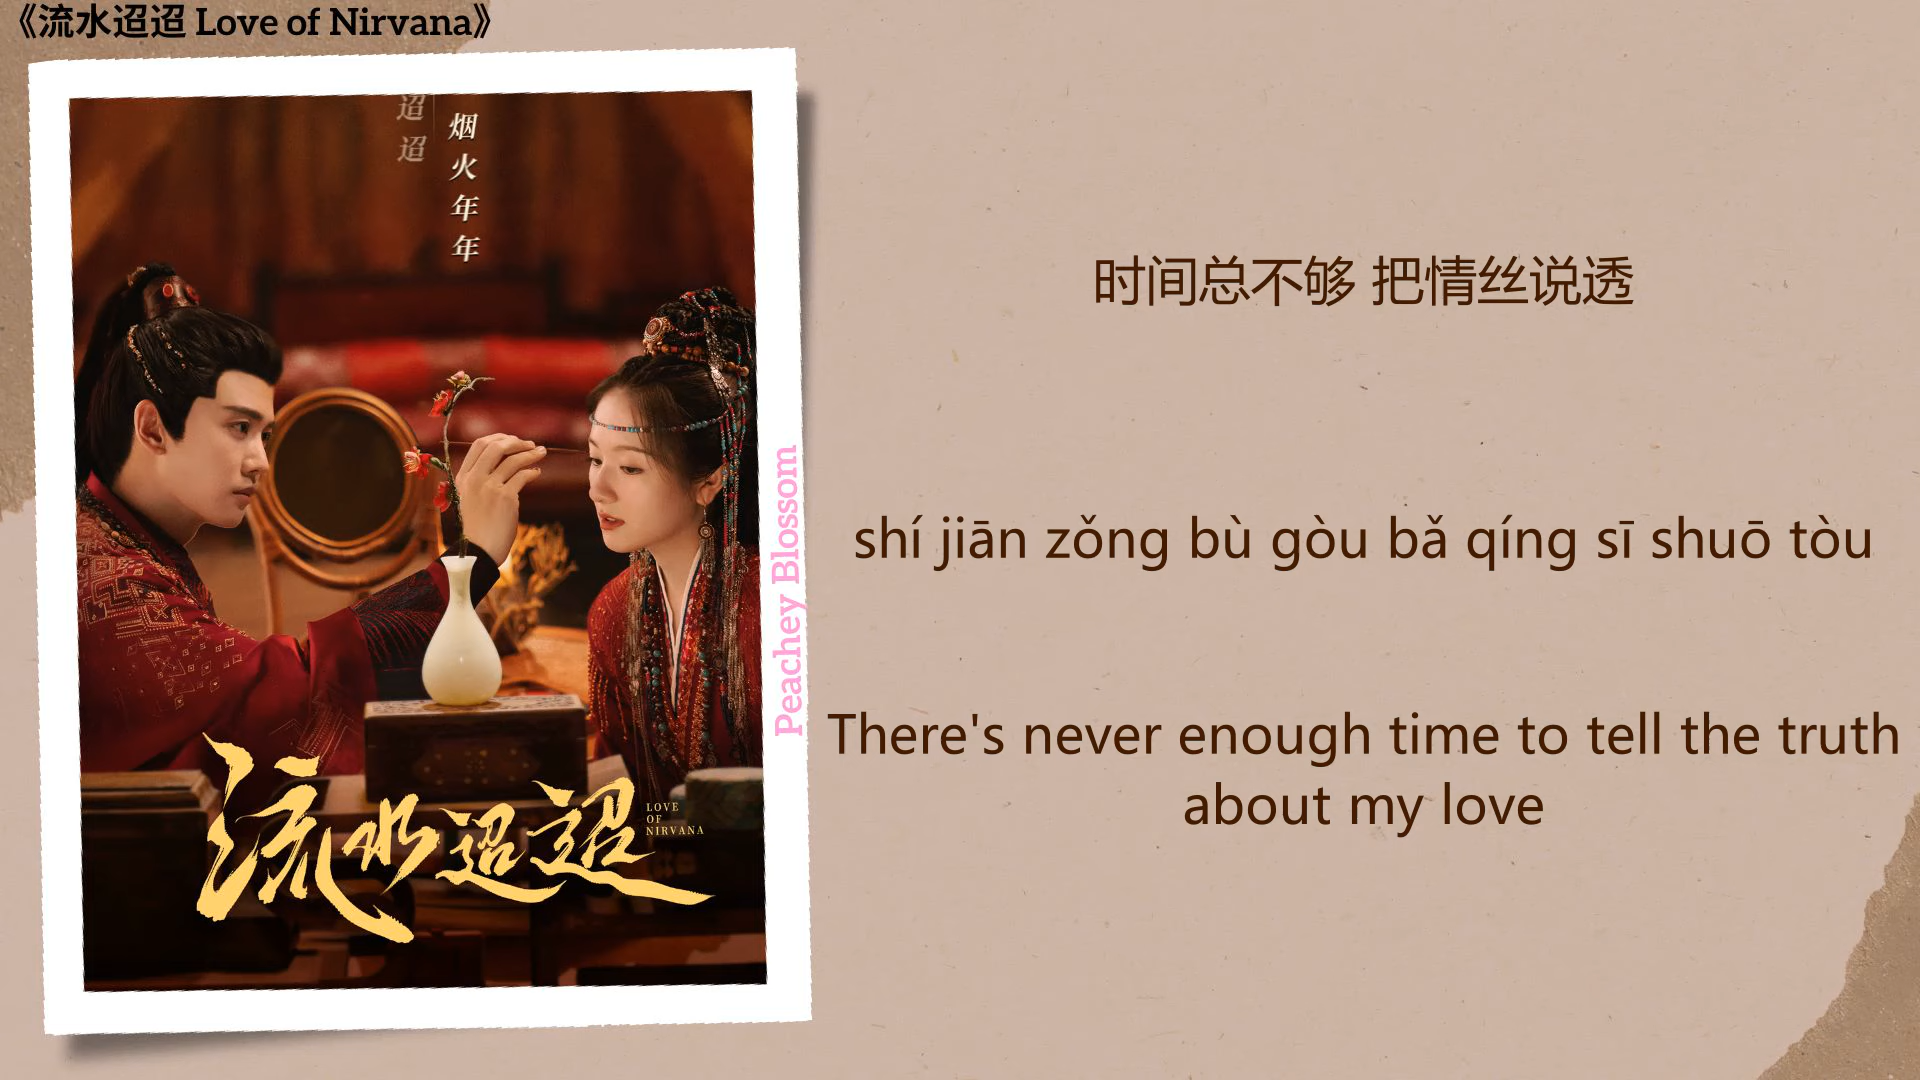 《流水迢迢 Love of Nirvana》
迢迢
烟火年年
流水迢迢
LOVE
OF
NIRVANA
Peachey Blossom
时间总不够 把情丝说透
shí jiān zǒng bù gòu bǎ qíng sī shuō tòu
There's never enough time to tell the truth
about my love